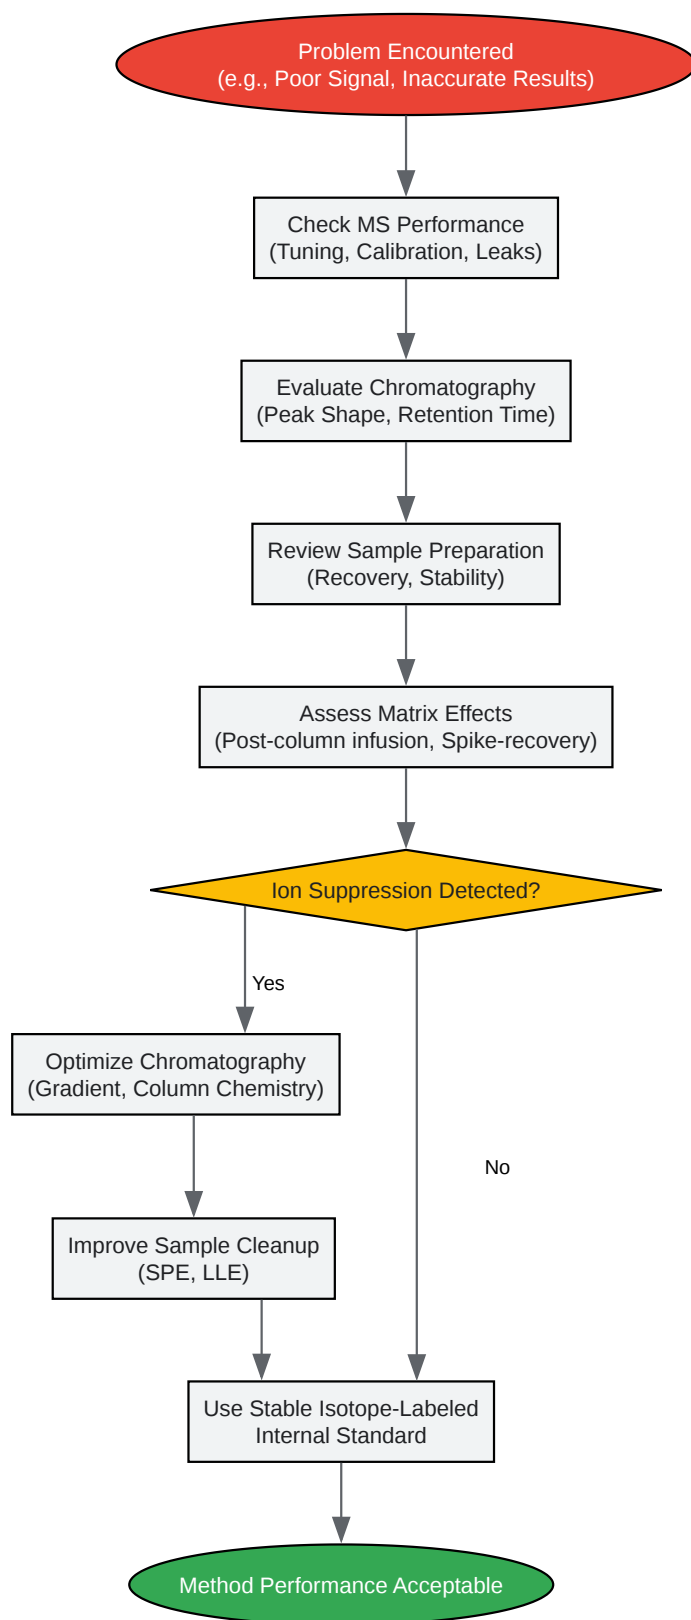 Problem Encountered
(e.g., Poor Signal, Inaccurate Results)
Check MS Performance
(Tuning, Calibration, Leaks)
Evaluate Chromatography
(Peak Shape, Retention Time)
Review Sample Preparation
(Recovery, Stability)
Assess Matrix Effects
(Post-column infusion, Spike-recovery)
Ion Suppression Detected?
Yes
Optimize Chromatography
(Gradient, Column Chemistry)
No
Improve Sample Cleanup
(SPE, LLE)
Use Stable Isotope-Labeled
Internal Standard
Method Performance Acceptable